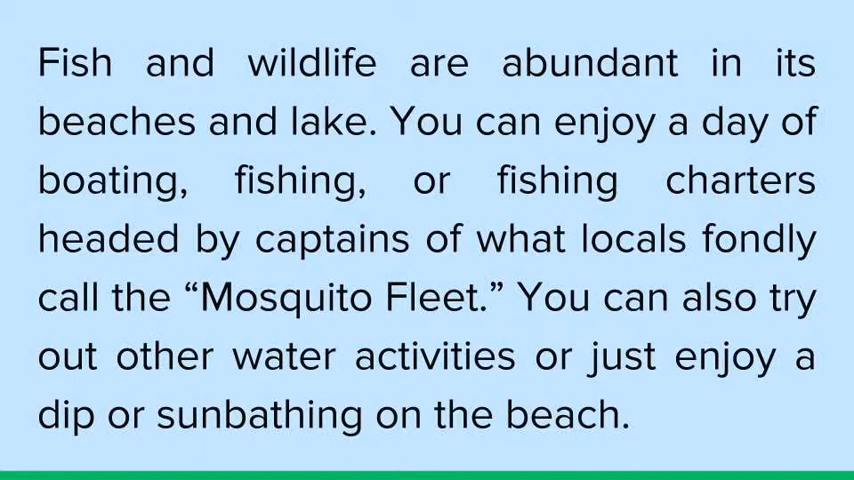 Fish and wildlife are abundant in its
beaches and lake. You can enjoy a day of
boating, fishing, or fishing charters
headed by captains of what locals fondly
call the “Mosquito Fleet.” You can also try
out other water activities or just enjoy a
dip or sunbathing on the beach.